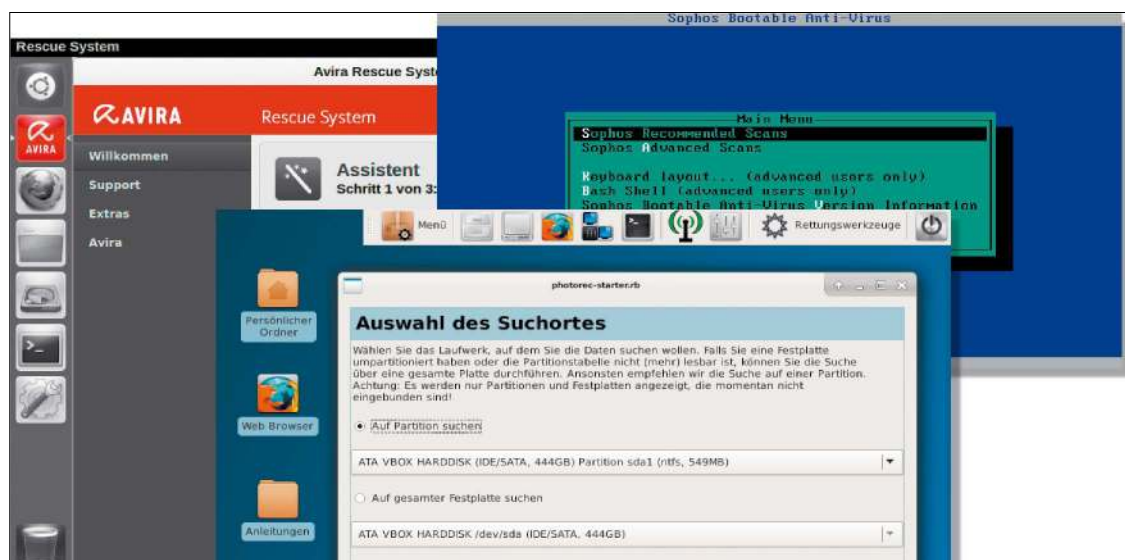 Sophos Bootable Anti-Virus
Rescue System
Avira Rescue Syst
AVIRA
Rescue System
AVIRA
Willkommen
Support
Extras
Avira
Assistent
Schritt 1 von 3:
Main Menu
Sophos Recommended Scans
Sophos Advanced Scans
Keyboard layout... (advanced users only)
Bash Shell (advanced users only)
Sophos Bootable Anti-Virus Version Information
Menü
Rettungswerkzeuge
Persönlicher
Ordner
Web Browser
Anleitungen
photorec-starter.rb
Auswahl des Suchortes
Wählen Sie das Laufwerk, auf dem Sie die Daten suchen wollen. Falls Sie eine Festplatte
umpartitioniert haben oder die Partitionstabelle nicht (mehr) lesbar ist, können Sie die Suche
über eine gesamte Platte durchführen. Ansonsten empfehlen wir die Suche auf einer Partition.
Achtung: Es werden nur Partitionen und Festplatten angezeigt, die momentan nicht
eingebunden sind!
Auf Partition suchen
ATA VBOX HARDDISK (IDE/SATA, 444GB) Partition sda1 (ntfs, 549MB)
Auf gesamter Festplatte suchen
ATA VBOX HARDDISK /dev/sda (IDE/SATA, 444GB)